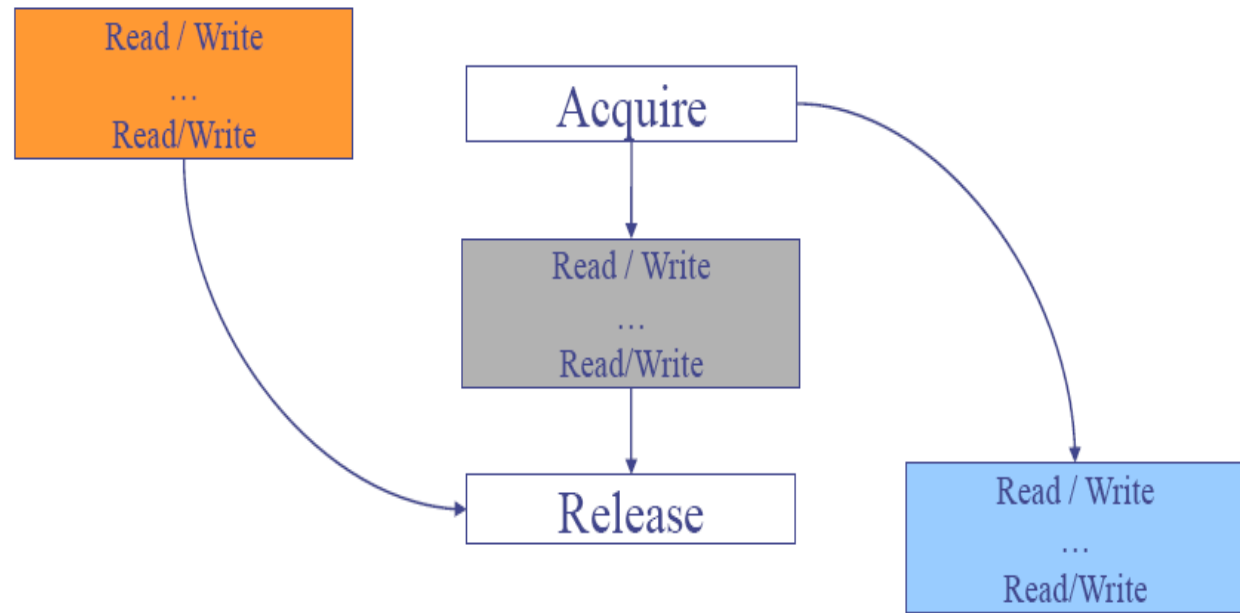 Read / Write
…
Read/Write
Acquire
Read / Write
…
Read/Write
Release
Read / Write
…
Read/Write